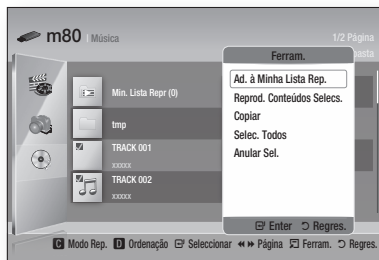 m80 | Música
1/2 Página
pasta
Ferram.
Min. Lista Repr (0)
tmp
TRACK 001
xxxxx
TRACK 002
xxxxx
Ad. à Minha Lista Rep.
Reprod. Conteúdos Selecs.
Copiar
Selec. Todos
Anular Sel.
Enter Regres.
C Modo Rep. D Ordenação Seleccionar Página Ferram. Regres.